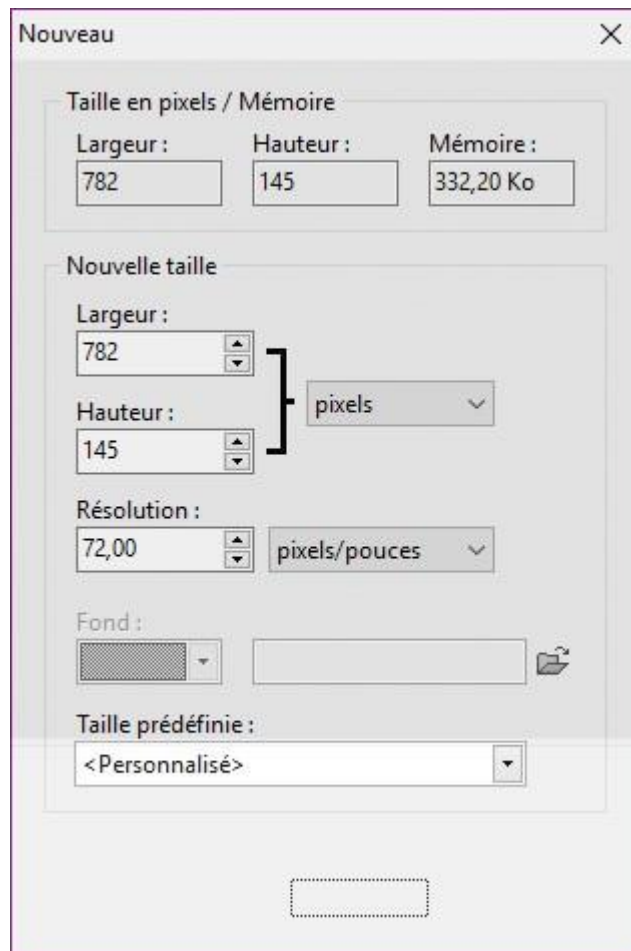 Nouveau
Taille en pixels / Mémoire
Largeur : Hauteur : Mémoire :
782 145 332,20 Ko
Nouvelle taille
Largeur :
782
pixels
Hauteur :
145
Résolution :
72,00 pixels/pouces
Fond :
Taille prédéfinie :
<Personnalisé>